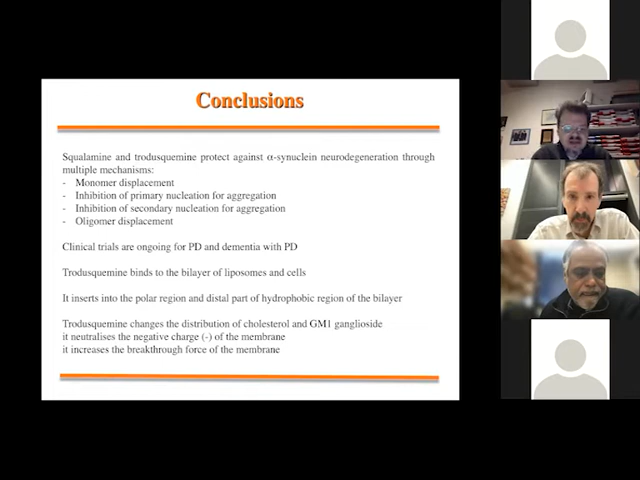 Conclusions
Squalamine and trodusquemine protect against α-synuclein neurodegeneration through
multiple mechanisms:
- Monomer displacement
- Inhibition of primary nucleation for aggregation
- Inhibition of secondary nucleation for aggregation
- Oligomer displacement
Clinical trials are ongoing for PD and dementia with PD
Trodusquemine binds to the bilayer of liposomes and cells
It inserts into the polar region and distal part of hydrophobic region of the bilayer
Trodusquemine changes the distribution of cholesterol and GM1 ganglioside
it neutralises the negative charge (-) of the membrane
it increases the breakthrough force of the membrane